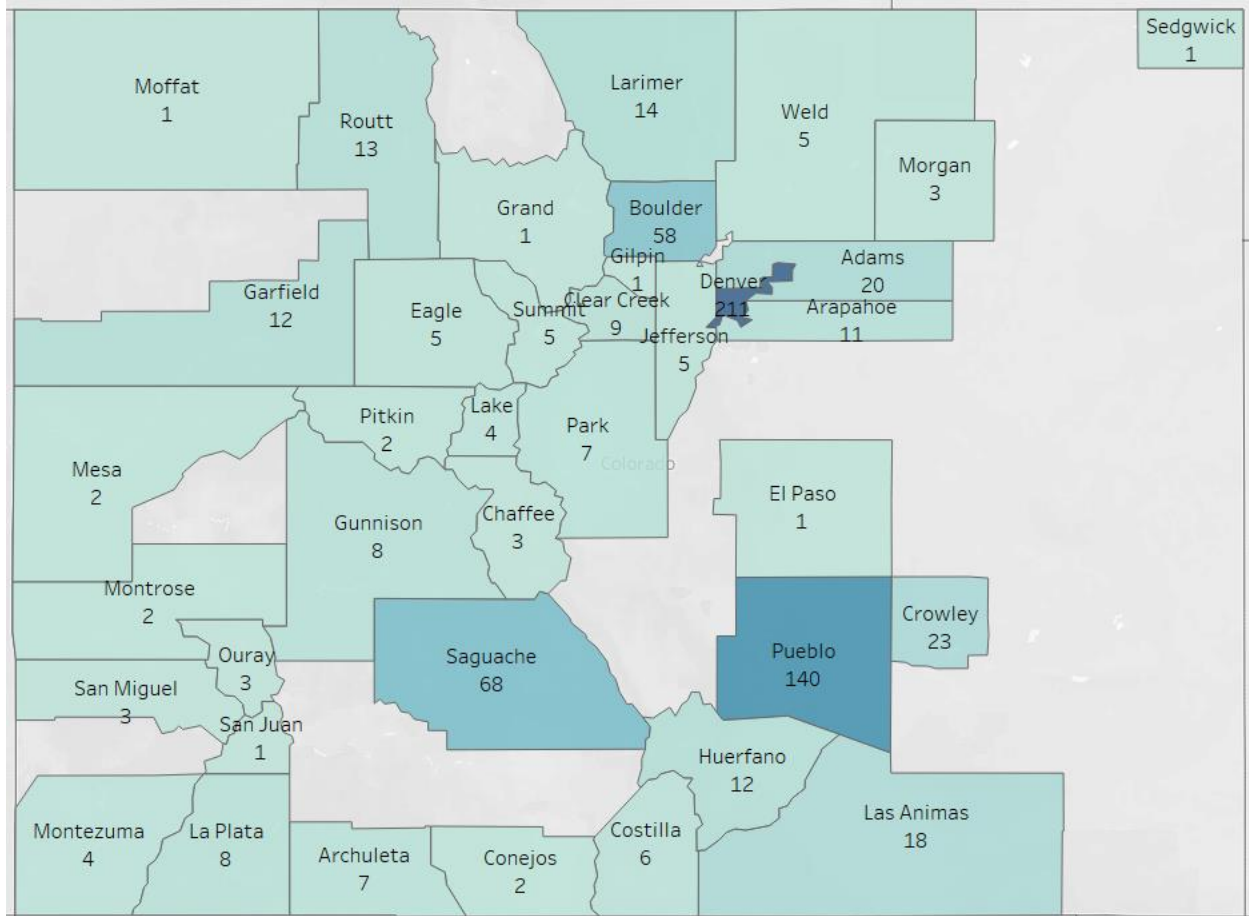 Sedgwick
1
Moffat
1
Larimer
14
Routt
13
Weld
5
Morgan
3
Grand
1
Boulder
58
Gilpin
1
Adams
20
Denver
211
Garfield
12
Eagle
5
Summit
5
Clear Creek
9
Arapahoe
11
Jefferson
5
Pitkin
2
Lake
4
Park
7
Colorado
Mesa
2
El Paso
1
Gunnison
8
Chaffee
3
Montrose
2
Crowley
23
Saguache
68
Pueblo
140
Ouray
3
San Miguel
3
San Juan
1
Huerfano
12
Las Animas
18
Montezuma
4
La Plata
8
Costilla
6
Archuleta
7
Conejos
2